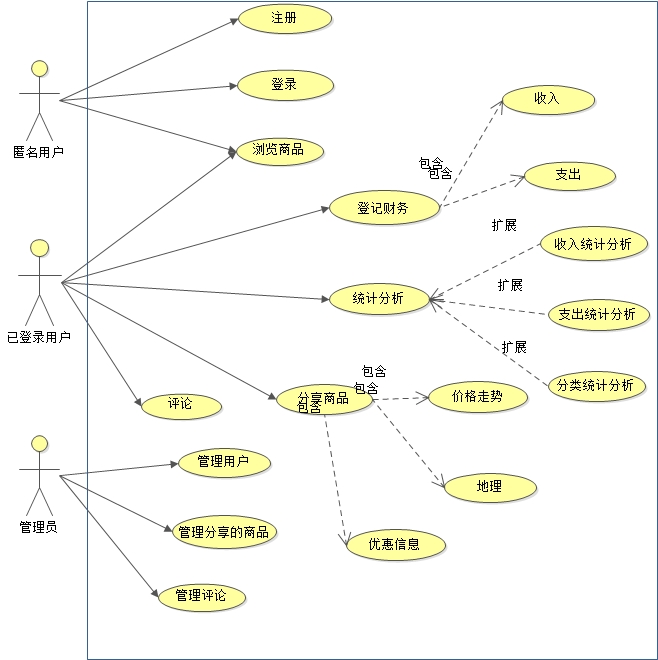 注册
登录
匿名用户
浏览商品
收入
包含
包含
支出
登记财务
扩展
收入统计分析
已登录用户
统计分析
扩展
支出统计分析
扩展
分类统计分析
评论
分享商品
包含
包含
包含
价格走势
管理员
管理用户
地理
管理分享的商品
优惠信息
管理评论